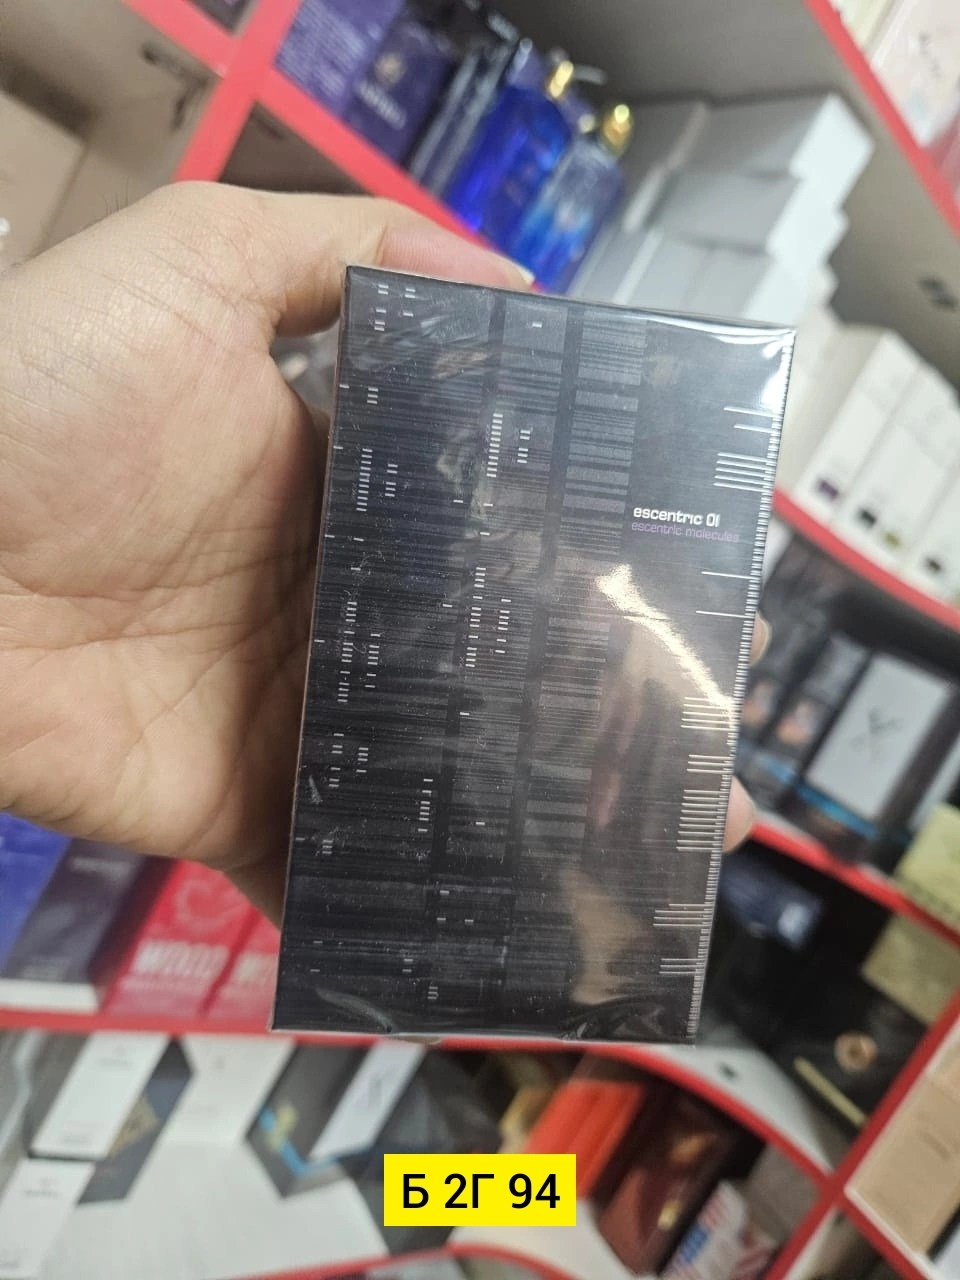 escentric 01
escentric molecules
Б 2Г 94